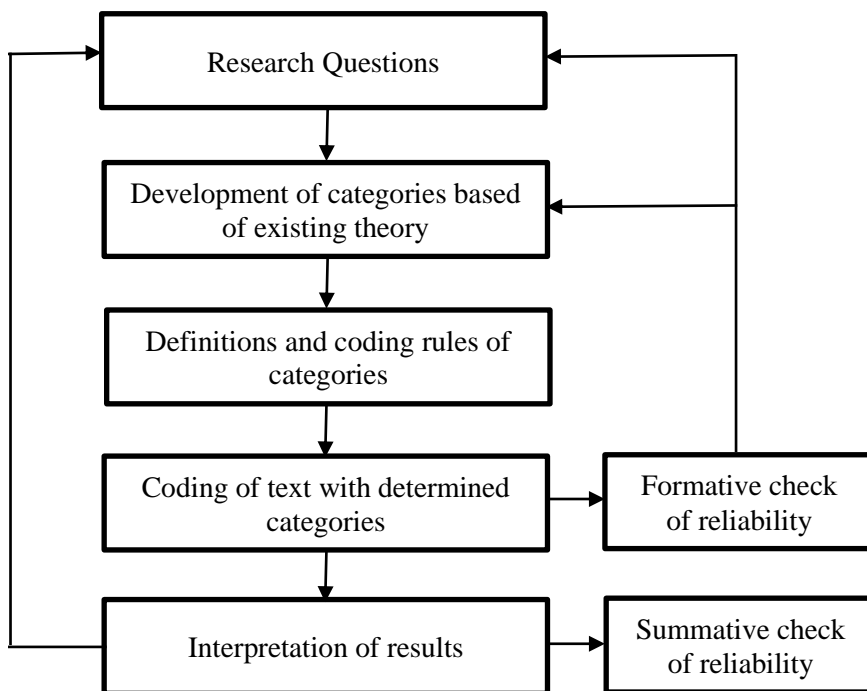 Research Questions
Development of categories based
of existing theory
Definitions and coding rules of
categories
Coding of text with determined
categories
Formative check
of reliability
Interpretation of results
Summative check
of reliability